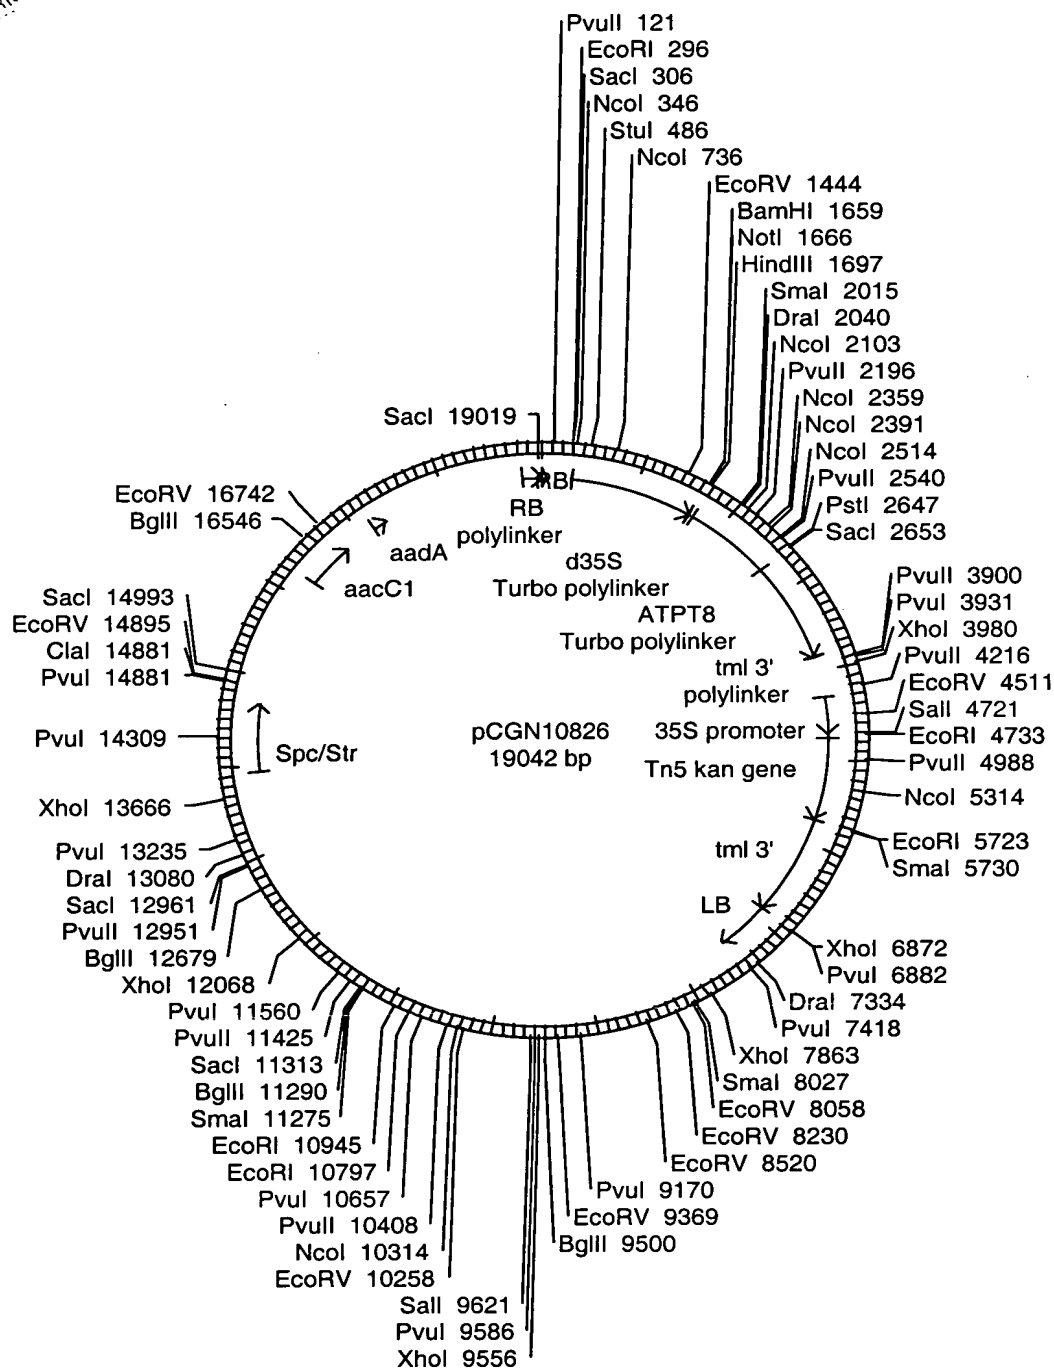 PvuII 121
EcoRI 296
SacI 306
NcoI 346
StuI 486
NcoI 736
EcoRV 1444
BamHI 1659
NotI 1666
HindIII 1697
SmaI 2015
DraI 2040
NcoI 2103
PvuII 2196
NcoI 2359
NcoI 2391
NcoI 2514
PvuII 2540
PstI 2647
SacI 2653
PvuII 3900
PvuI 3931
XhoI 3980
PvuII 4216
EcoRV 4511
SalI 4721
EcoRI 4733
PvuII 4988
NcoI 5314
EcoRI 5723
SmaI 5730
XhoI 6872
PvuI 6882
DraI 7334
PvuI 7418
XhoI 7863
SmaI 8027
EcoRV 8058
EcoRV 8230
EcoRV 8520
PvuI 9170
EcoRV 9369
BglII 9500
XhoI 9556
PvuI 9586
SalI 9621
EcoRV 10258
NcoI 10314
PvuII 10408
PvuI 10657
EcoRI 10797
EcoRI 10945
SmaI 11275
BglII 11290
SacI 11313
PvuII 11425
PvuI 11560
XhoI 12068
BglII 12679
PvuII 12951
SacI 12961
DraI 13080
PvuI 13235
XhoI 13666
PvuI 14309
PvuI 14881
ClaI 14881
EcoRV 14895
SacI 14993
BglII 16546
EcoRV 16742
SacI 19019
RB
RB
polylinker
d35S
Turbo polylinker
ATPT8
Turbo polylinker
tml 3'
polylinker
35S promoter
Tn5 kan gene
tml 3'
LB
Spc/Str
aacC1
aadA
pCGN10826
19042 bp